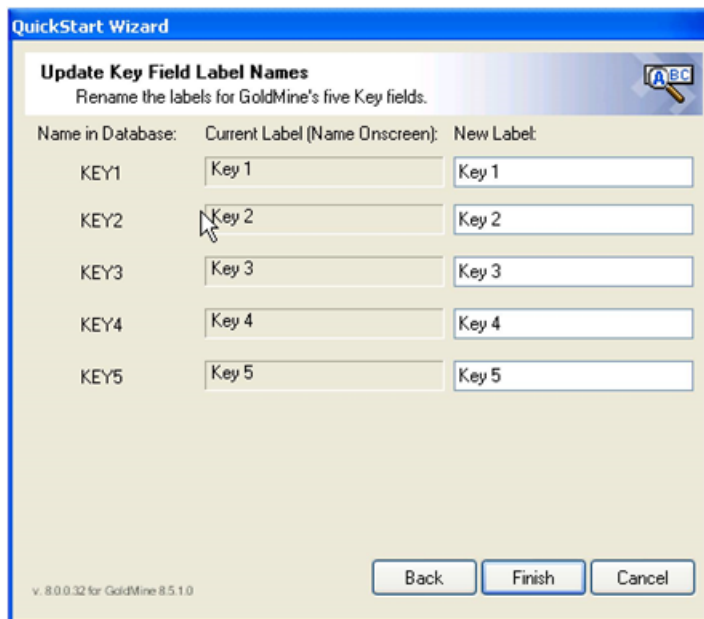 QuickStart Wizard
Update Key Field Label Names
Rename the labels for GoldMine's five Key fields.
ABC
Name in Database: Current Label (Name Onscreen): New Label:
KEY1 Key 1 Key 1
KEY2 Key 2 Key 2
KEY3 Key 3 Key 3
KEY4 Key 4 Key 4
KEY5 Key 5 Key 5
v. 8.0.0.32 for GoldMine 8.5.1.0
Back Finish Cancel